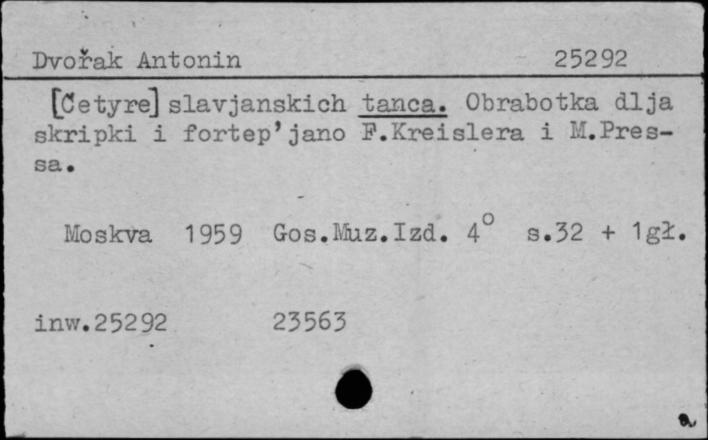 Dvořak Antonin 25292
[Četyre] slavjanskich tanca. Obrabotka dlja
skripki i fortep'jano F.Kreislera i M.Pres-
sa.
Moskva 1959 Gos.Muz.Izd. 4° s.32 + 1gł.
inw.25292 23563